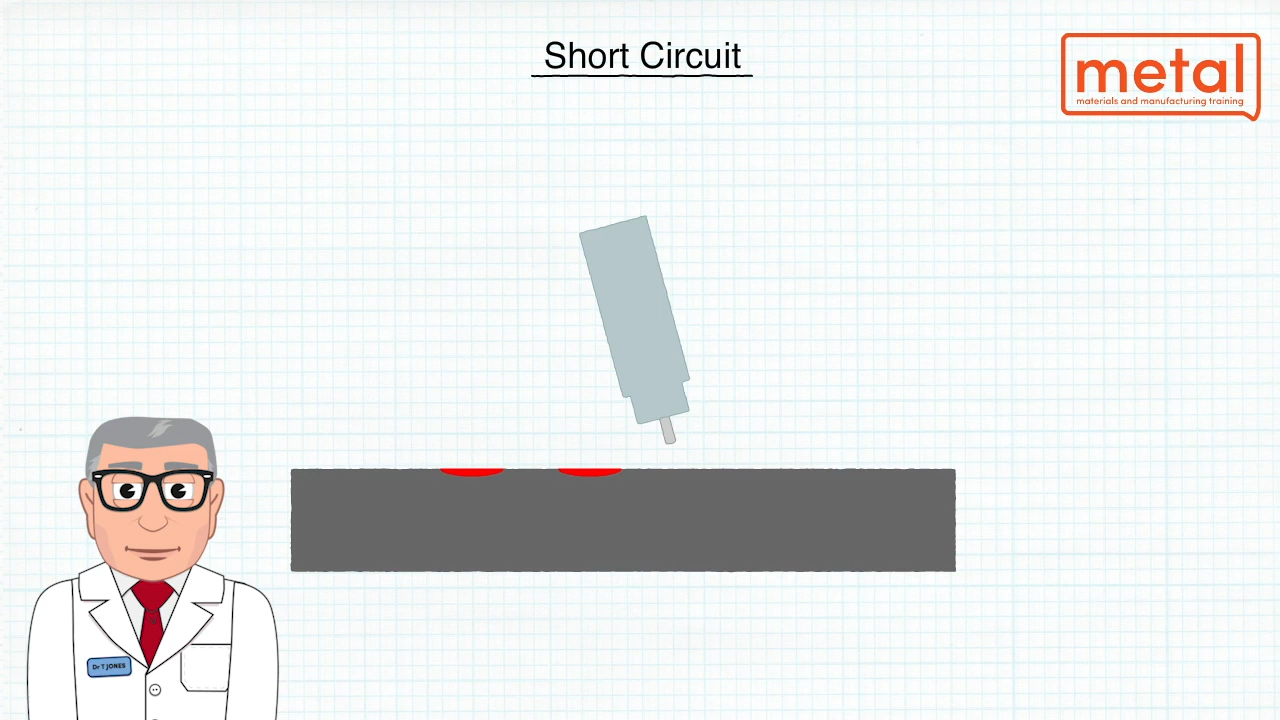 Short Circuit
metal
materials and manufacturing training
Dr T JONES